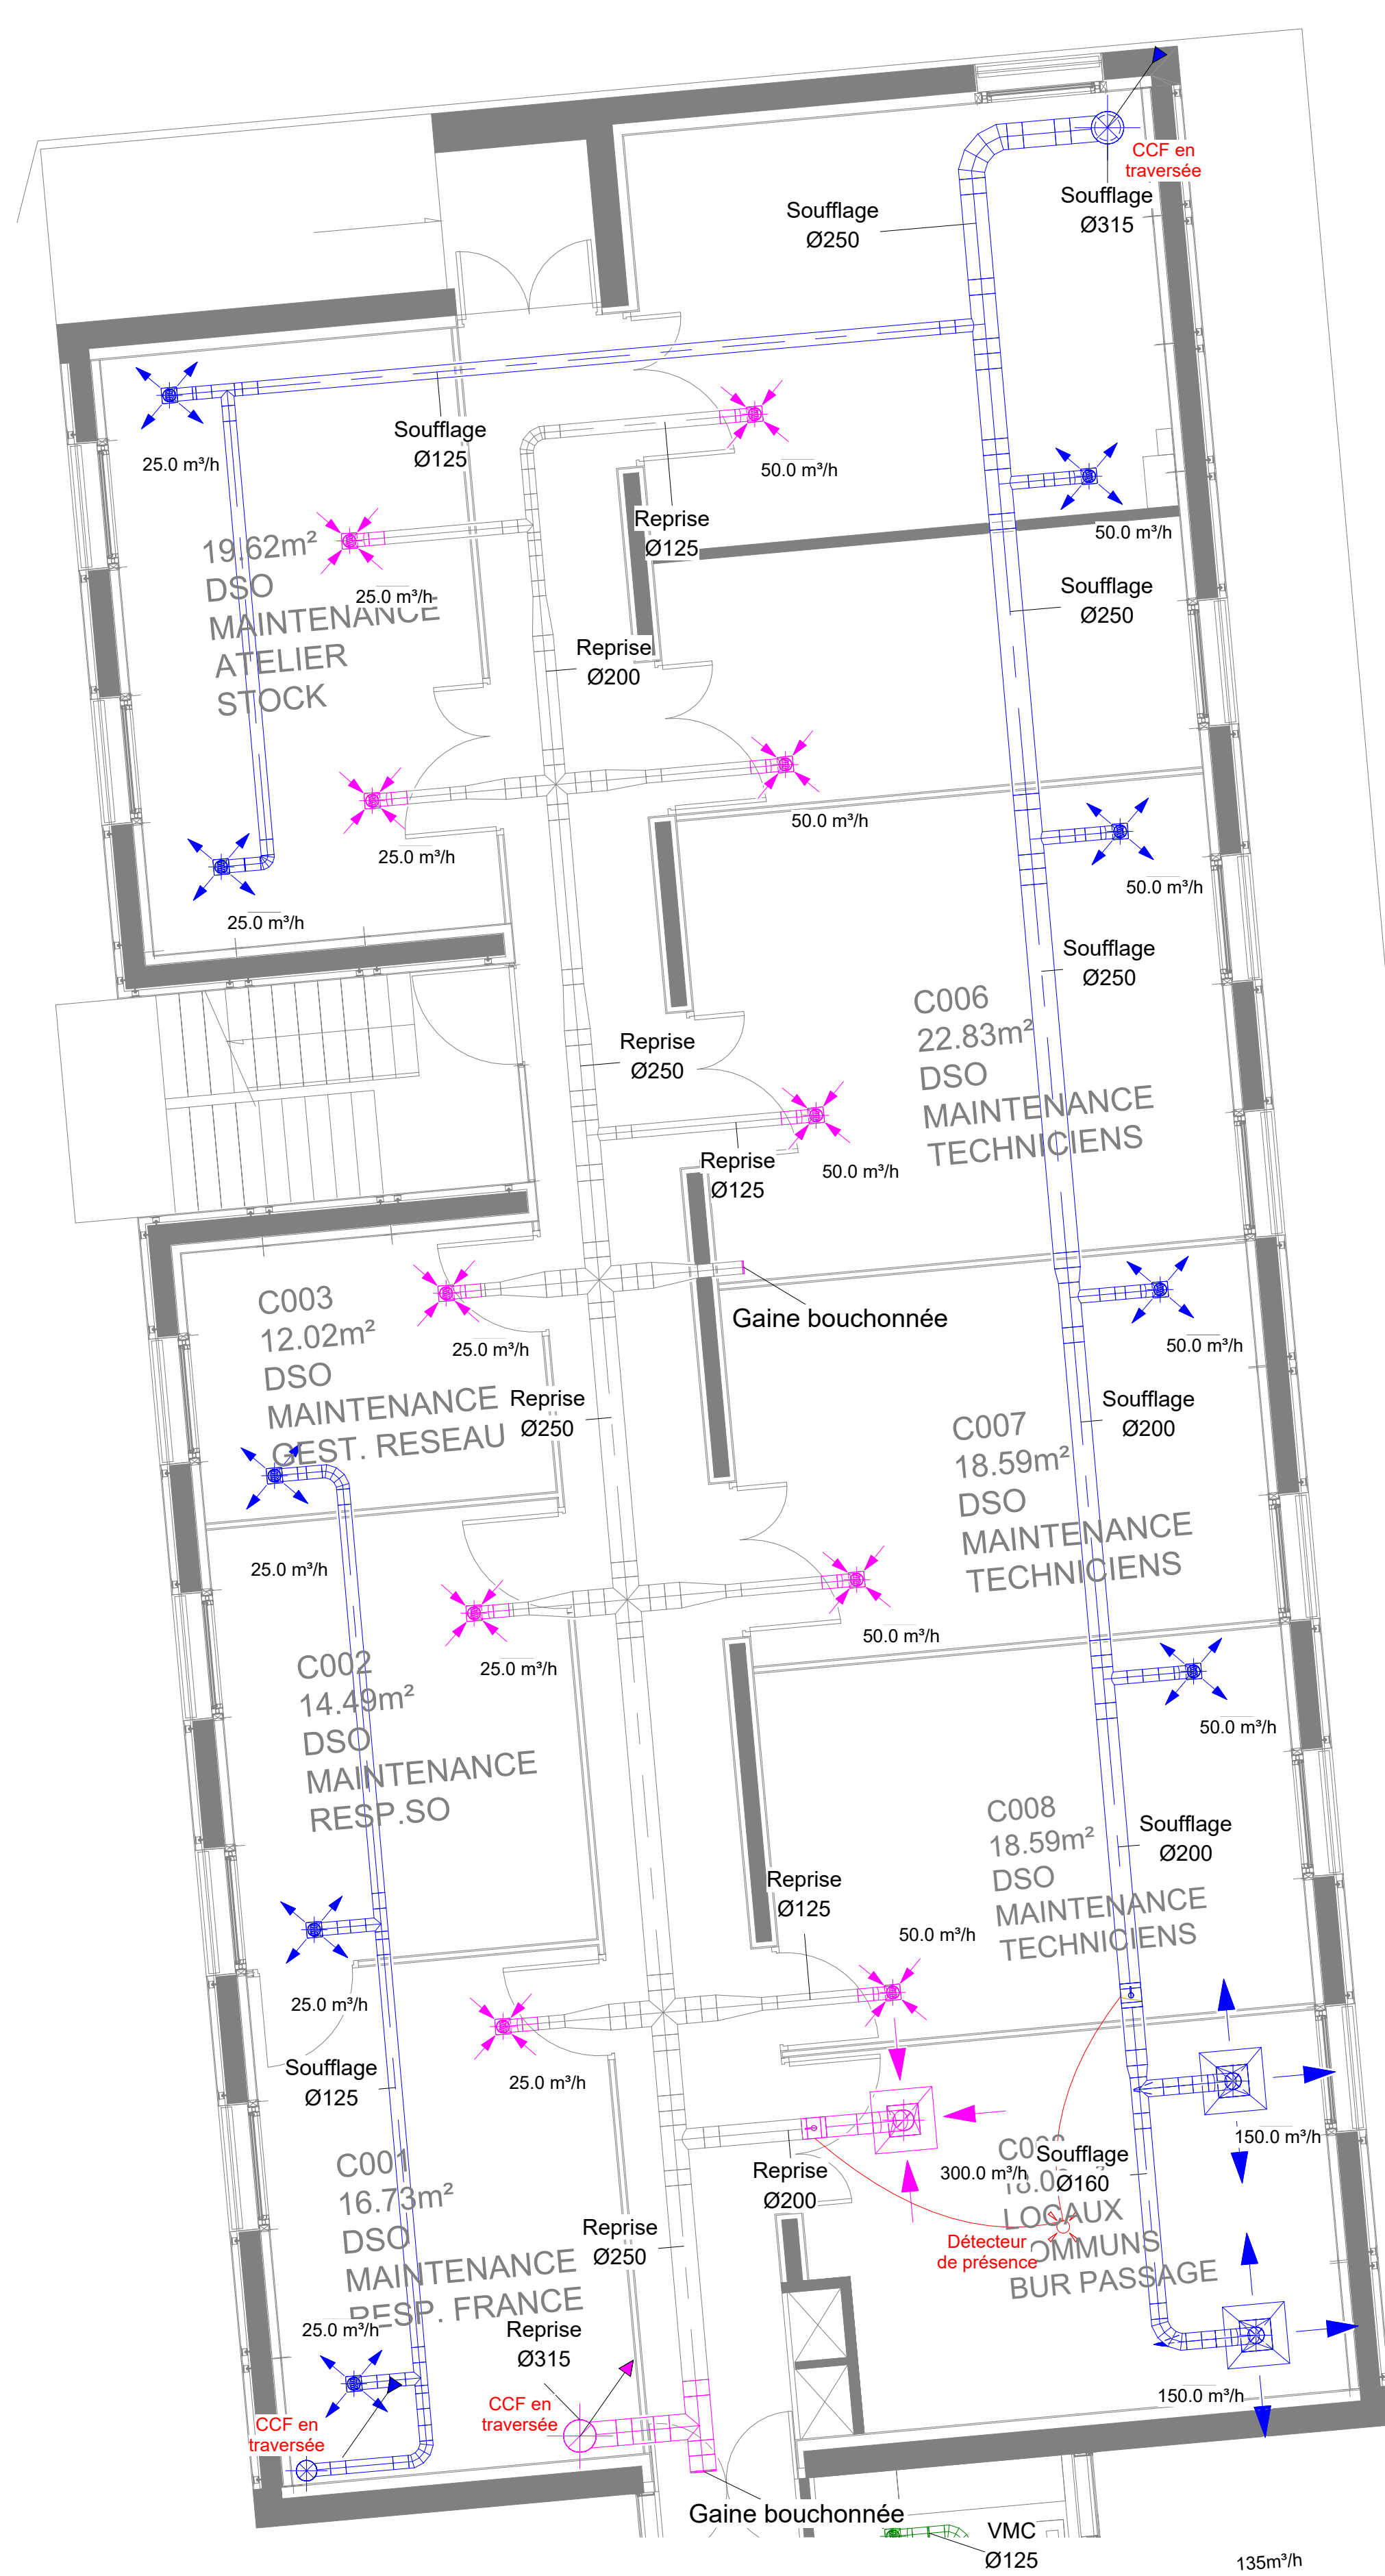 CCF en
traversée
Soufflage
Ø250
Soufflage
Ø315
Soufflage
Ø125
25.0 m³/h
50.0 m³/h
Reprise
Ø125
50.0 m³/h
19.62m²
DSO
MAINTENANCE
ATELIER
STOCK
25.0 m³/h
Soufflage
Ø250
Reprise
Ø200
50.0 m³/h
25.0 m³/h
50.0 m³/h
25.0 m³/h
Soufflage
Ø250
C006
22.83m²
DSO
MAINTENANCE
TECHNICIENS
Reprise
Ø250
Reprise
Ø125
50.0 m³/h
C003
12.02m²
DSO
MAINTENANCE
GEST. RESEAU
Gaine bouchonnée
25.0 m³/h
50.0 m³/h
Reprise
Ø250
Soufflage
Ø200
C007
18.59m²
DSO
MAINTENANCE
TECHNICIENS
25.0 m³/h
50.0 m³/h
25.0 m³/h
C002
14.49m²
DSO
MAINTENANCE
RESP.SO
50.0 m³/h
C008
18.59m²
DSO
MAINTENANCE
TECHNICIENS
Soufflage
Ø200
Reprise
Ø125
50.0 m³/h
25.0 m³/h
Soufflage
Ø125
25.0 m³/h
150.0 m³/h
C001
16.73m²
DSO
MAINTENANCE
RESP. FRANCE
Reprise
Ø200
300.0 m³/h
Soufflage
Ø160
LOCAUX
BUR PASSAGE
Détecteur
de présence
Reprise
Ø250
25.0 m³/h
Reprise
Ø315
150.0 m³/h
CCF en
traversée
CCF en
traversée
Gaine bouchonnée
VMC
Ø125
135m³/h